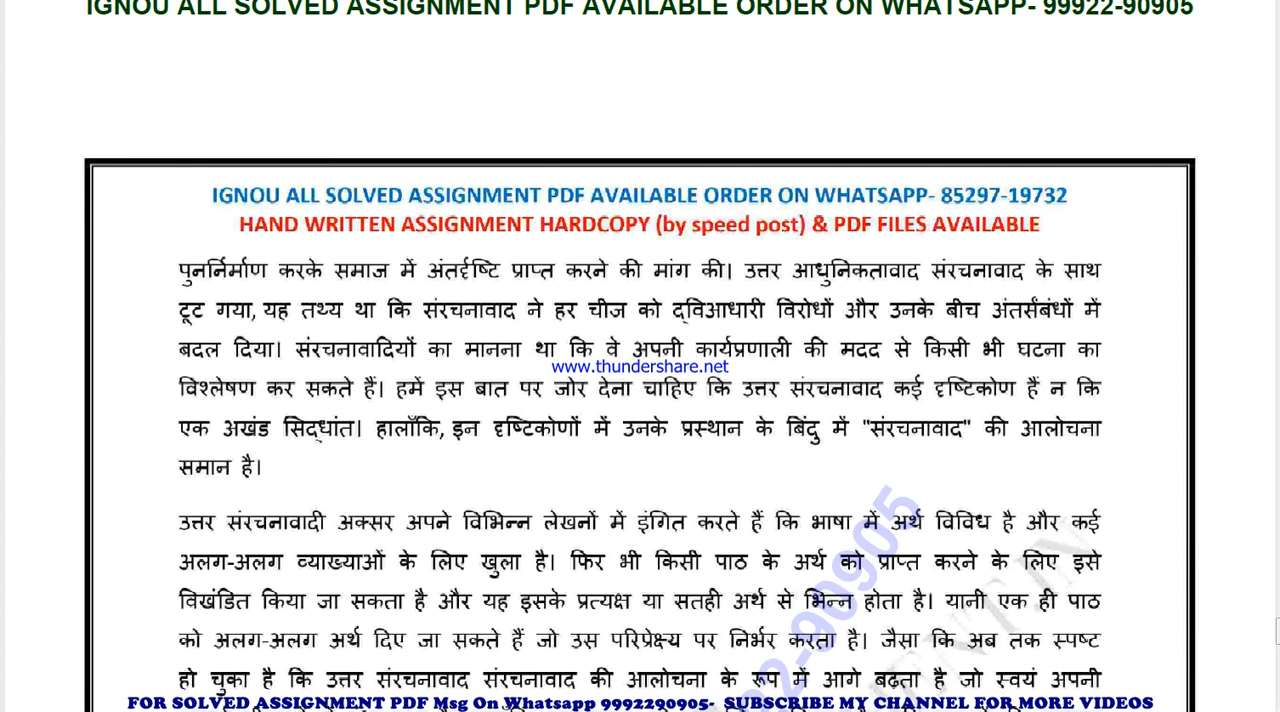 IGNOU ALL SOLVED ASSIGNMENT PDF AVAILABLE ORDER ON WHATSAPP- 99922-90905
IGNOU ALL SOLVED ASSIGNMENT PDF AVAILABLE ORDER ON WHATSAPP- 85297-19732
HAND WRITTEN ASSIGNMENT HARDCOPY (by speed post) & PDF FILES AVAILABLE
पुनर्निर्माण करके समाज में अंतर्दृष्टि प्राप्त करने की मांग की। उत्तर आधुनिकतावाद संरचनावाद के साथ
टूट गया, यह तथ्य था कि संरचनावाद ने हर चीज को द्विआधारी विरोधों और उनके बीच अंतर्संबंधों में
बदल दिया। संरचनावादियों का मानना था कि वे अपनी कार्यप्रणाली की मदद से किसी भी घटना का
www.thundershare.net
विश्लेषण कर सकते हैं। हमें इस बात पर जोर देना चाहिए कि उत्तर संरचनावाद कई दृष्टिकोण हैं न कि
एक अखंड सिद्धांत। हालाँकि, इन दृष्टिकोणों में उनके प्रस्थान के बिंदु में "संरचनावाद" की आलोचना
समान है।
उत्तर संरचनावादी अक्सर अपने विभिन्न लेखनों में इंगित करते हैं कि भाषा में अर्थ विविध है और कई
अलग-अलग व्याख्याओं के लिए खुला है। फिर भी किसी पाठ के अर्थ को प्राप्त करने के लिए इसे
विखंडित किया जा सकता है और यह इसके प्रत्यक्ष या सतही अर्थ से भिन्न होता है। यानी एक ही पाठ
को अलग-अलग अर्थ दिए जा सकते हैं जो उस परिप्रेक्ष्य पर निर्भर करता है। जैसा कि अब तक स्पष्ट
हो चुका है कि उत्तर संरचनावाद संरचनावाद की आलोचना के रूप में आगे बढ़ता है जो स्वयं अपनी
FOR SOLVED ASSIGNMENT PDF Msg On Whatsapp 9992290905- SUBSCRIBE MY CHANNEL FOR MORE VIDEOS